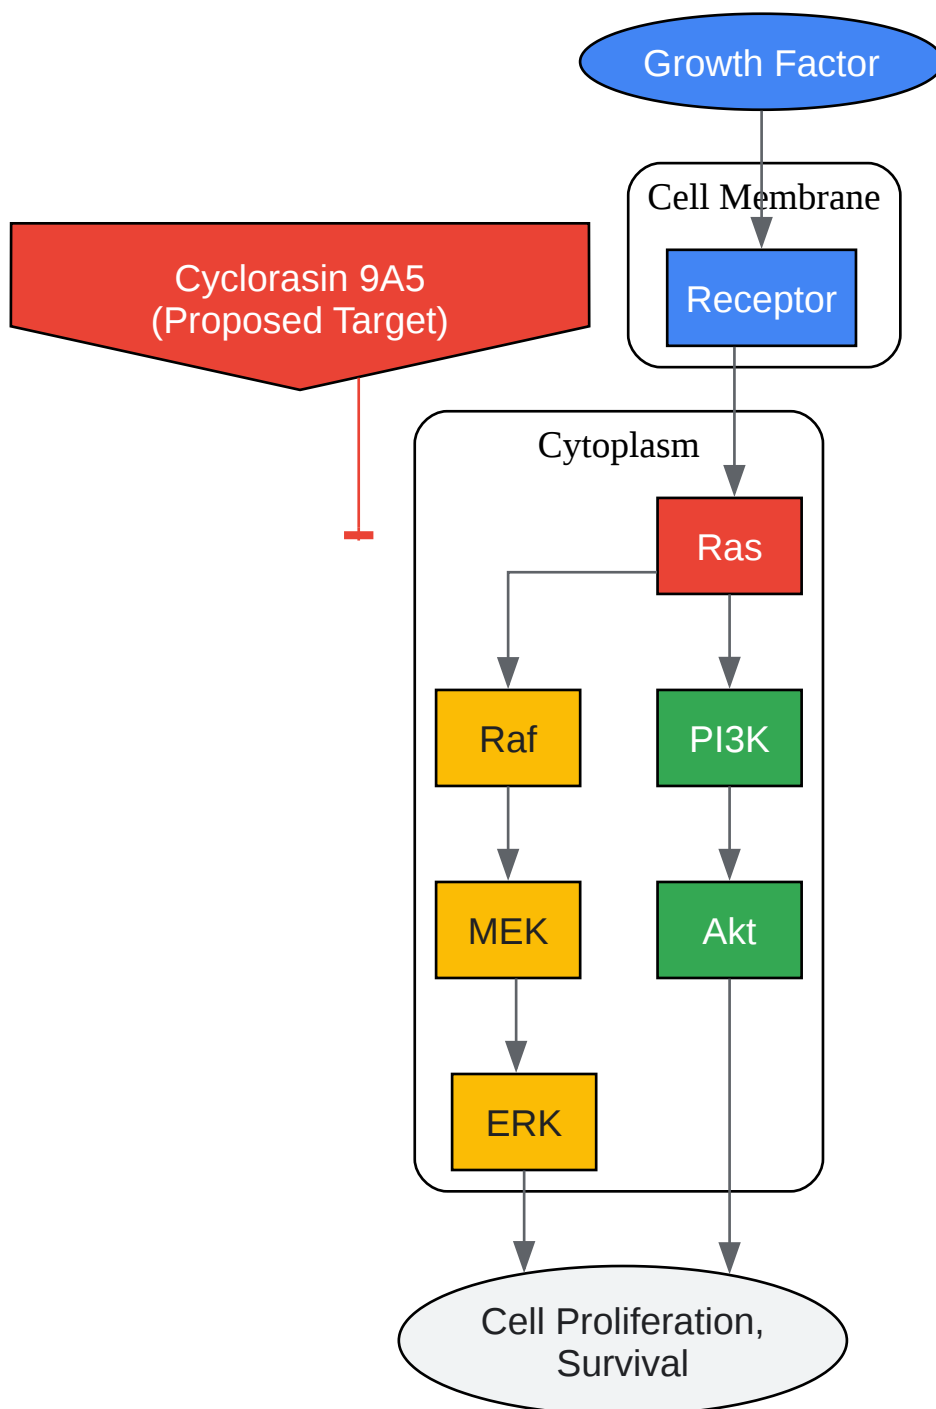 Growth Factor
Cell Membrane
Receptor
Cyclorasin 9A5
(Proposed Target)
Cytoplasm
Ras
Raf
PI3K
MEK
Akt
ERK
Cell Proliferation,
Survival